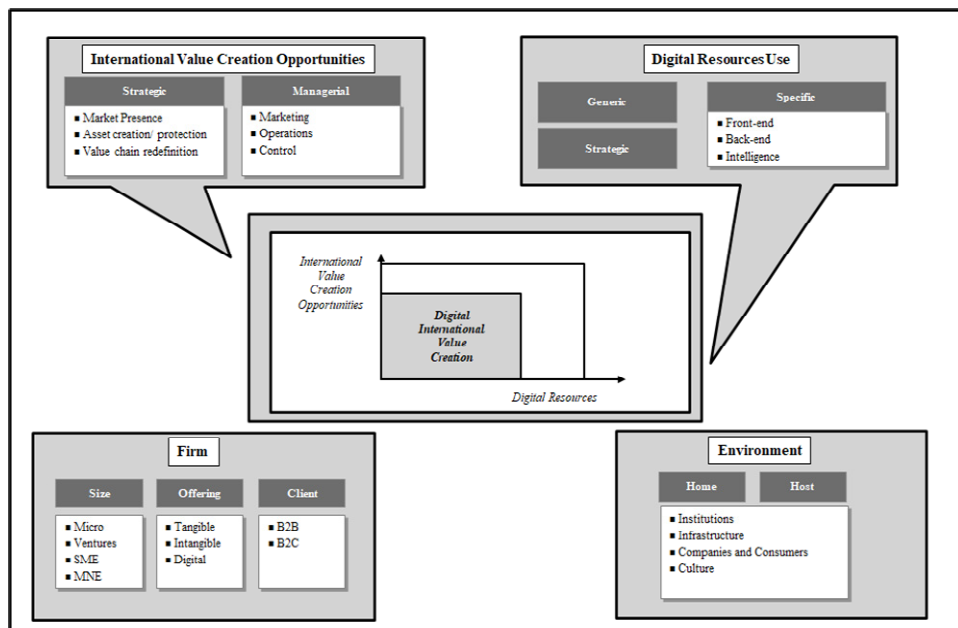 International Value Creation Opportunities
Strategic
■ Market Presence
■ Asset creation/ protection
■ Value chain redefinition
Managerial
■ Marketing
■ Operations
■ Control
Digital Resources Use
Generic
Strategic
Specific
■ Front-end
■ Back-end
■ Intelligence
International
Value
Creation
Opportunities
Digital
International
Value
Creation
Digital Resources
Firm
Size
■ Micro
■ Ventures
■ SME
■ MNE
Offering
■ Tangible
■ Intangible
■ Digital
Client
■ B2B
■ B2C
Environment
Home
Host
■ Institutions
■ Infrastructure
■ Companies and Consumers
■ Culture